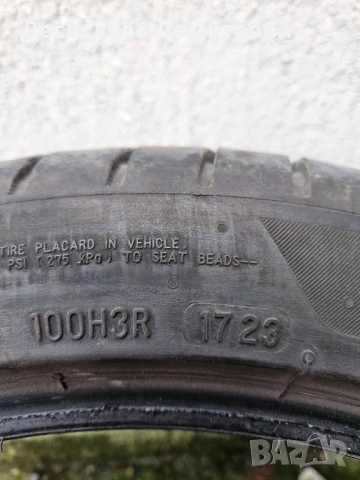 TIRE PLACARD IN VEHICLE.
PSI (275 kPa) TO SEAT BEADS—
100H3R 1723
BAZAR